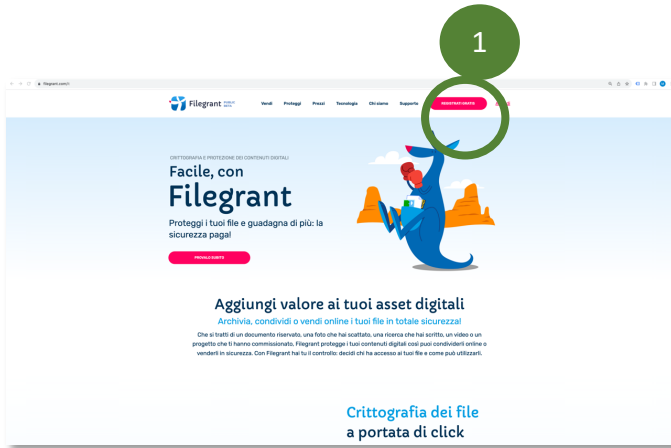 1
filegrant.com/it
Filegrant PUBLIC BETA
Vendi Proteggi Prezzi Tecnologia Chi siamo Supporto REGISTRATI GRATIS
CRITTOGRAFIA E PROTEZIONE DEI CONTENUTI DIGITALI
Facile, con
Filegrant
Proteggi i tuoi file e guadagna di più: la
sicurezza paga!
PROVALO SUBITO
Aggiungi valore ai tuoi asset digitali
Archivia, condividi o vendi online i tuoi file in totale sicurezza!
Che si tratti di un documento riservato, una foto che hai scattato, una ricerca che hai scritto, un video o un
progetto che ti hanno commissionato, Filegrant protegge i tuoi contenuti digitali così puoi condividerli online o
venderli in sicurezza. Con Filegrant hai tu il controllo: decidi chi ha accesso ai tuoi file e come può utilizzarli.
Crittografia dei file
a portata di click